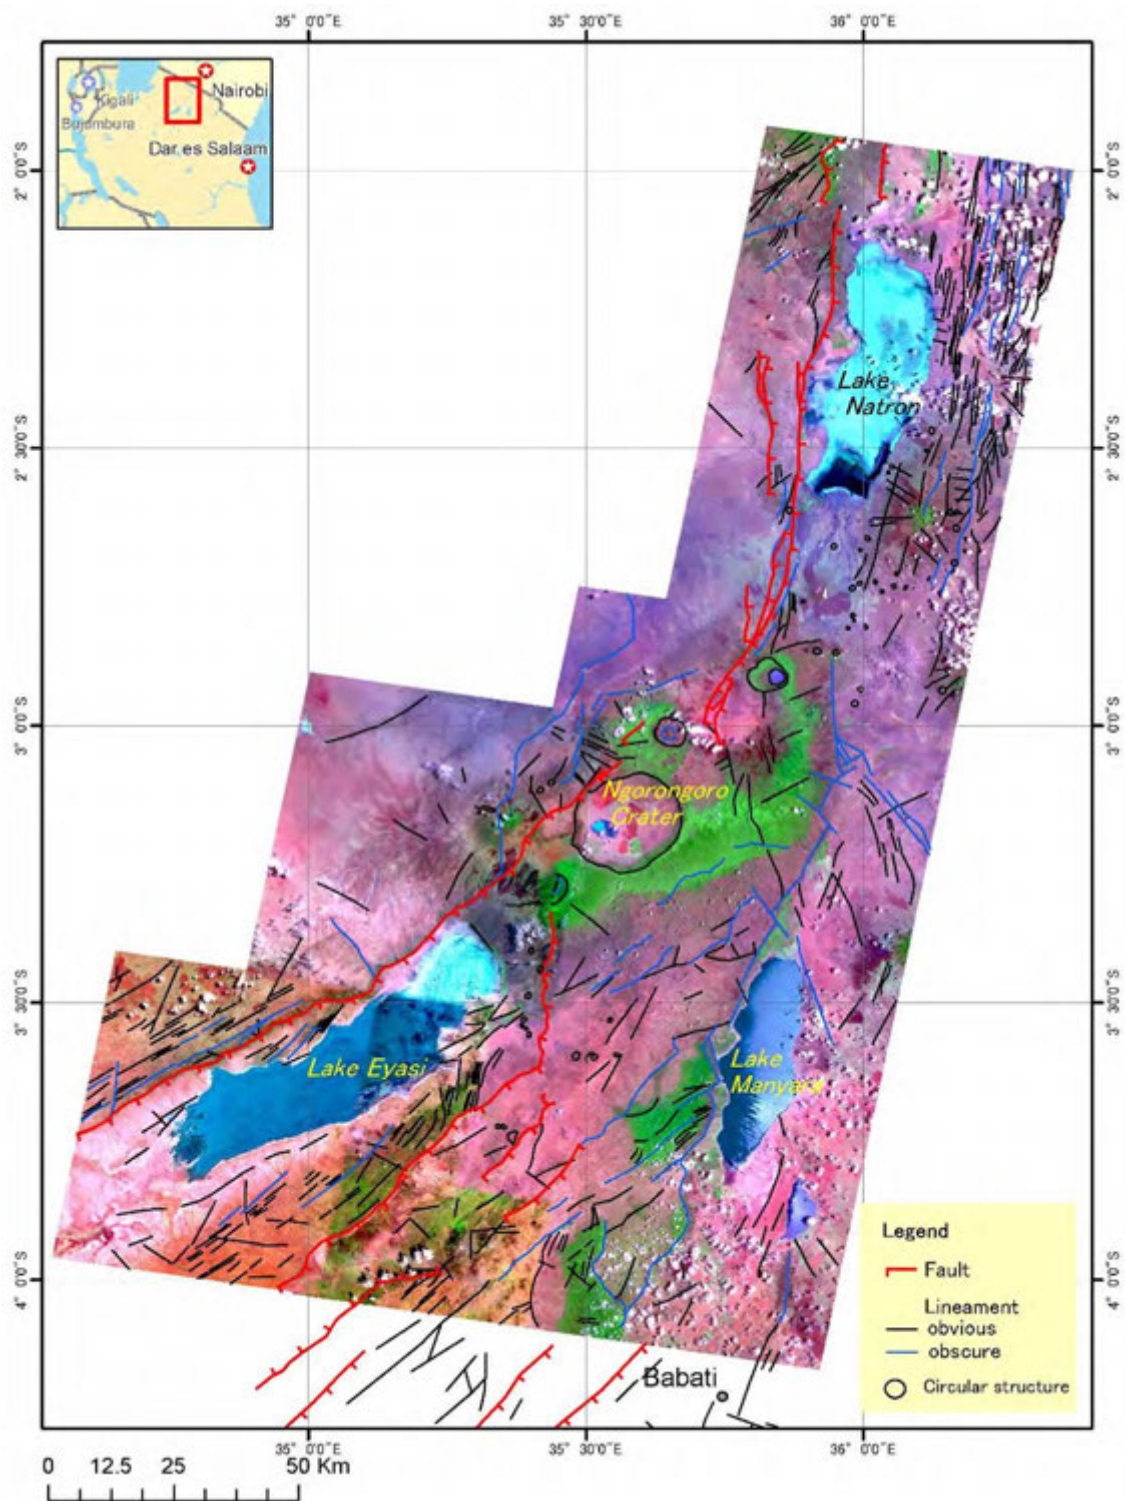 35° 0'0"E
35° 30'0"E
36° 0'0"E
Nairobi
Kigali
Bujumbura
Dar es Salaam
2° 0'0"S
2° 0'0"S
Lake
Natron
2° 30'0"S
2° 30'0"S
3° 0'0"S
3° 0'0"S
Ngorongoro
Crater
3° 30'0"S
3° 30'0"S
Lake Eyasi
Lake
Manyara
4° 0'0"S
4° 0'0"S
Legend
Fault
Lineament
obvious
obscure
Circular structure
Babati
35° 0'0"E
35° 30'0"E
36° 0'0"E
0 12.5 25 50 Km